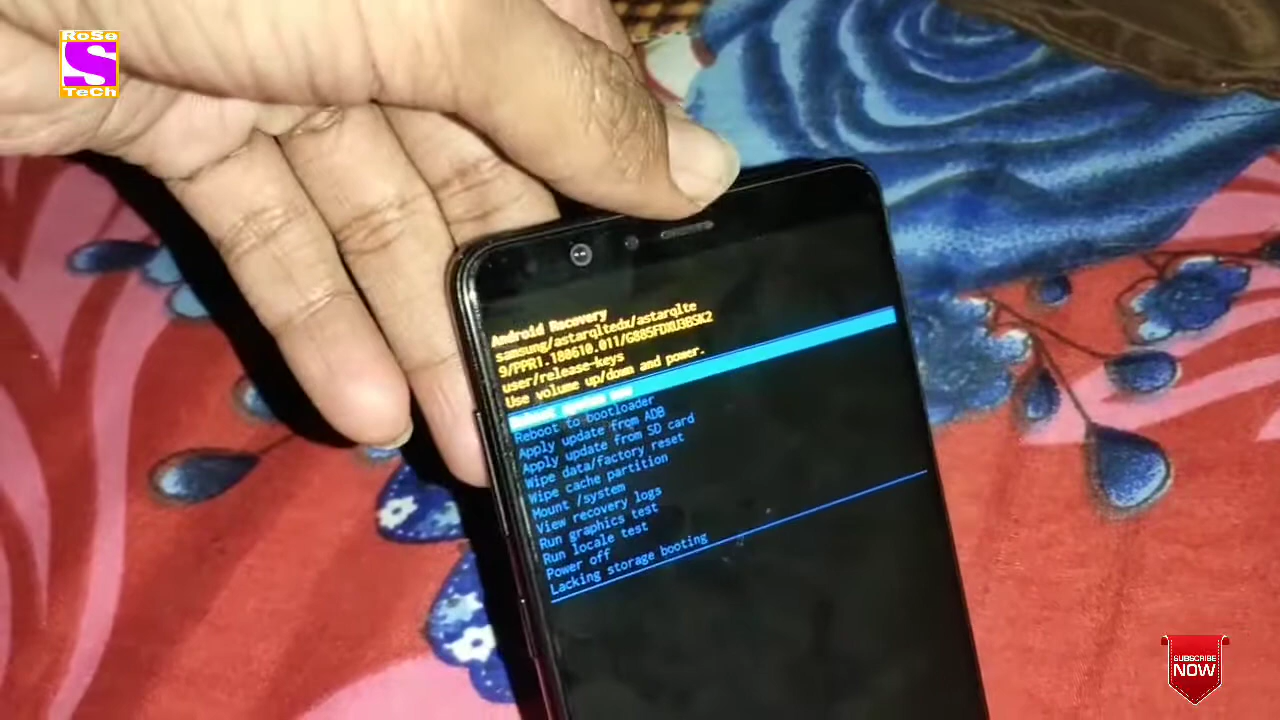 RoSe
S
TeCh
Android Recovery
samsung/astarqltedx/astarqlte
9/PPR1.180610.011/G885FDXU3BSK2
user/release-keys
Use volume up/down and power.
Reboot system now
Reboot to bootloader
Apply update from ADB
Apply update from SD card
Wipe data/factory reset
Wipe cache partition
Mount /system
View recovery logs
Run graphics test
Run locale test
Power off
Lacking storage booting
SUBSCRIBE
NOW